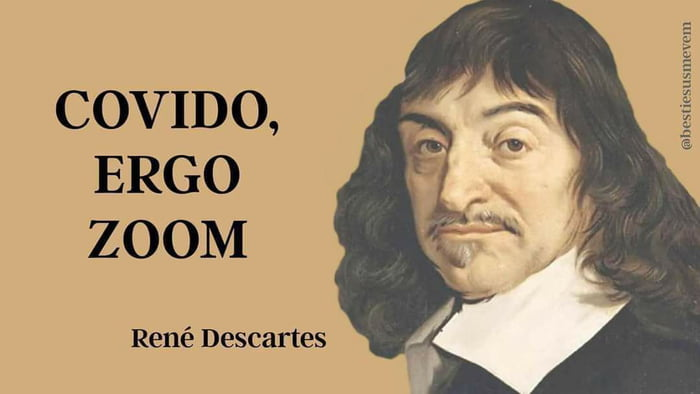 COVIDO,
ERGO
ZOOM
René Descartes
@bestiesusmevem